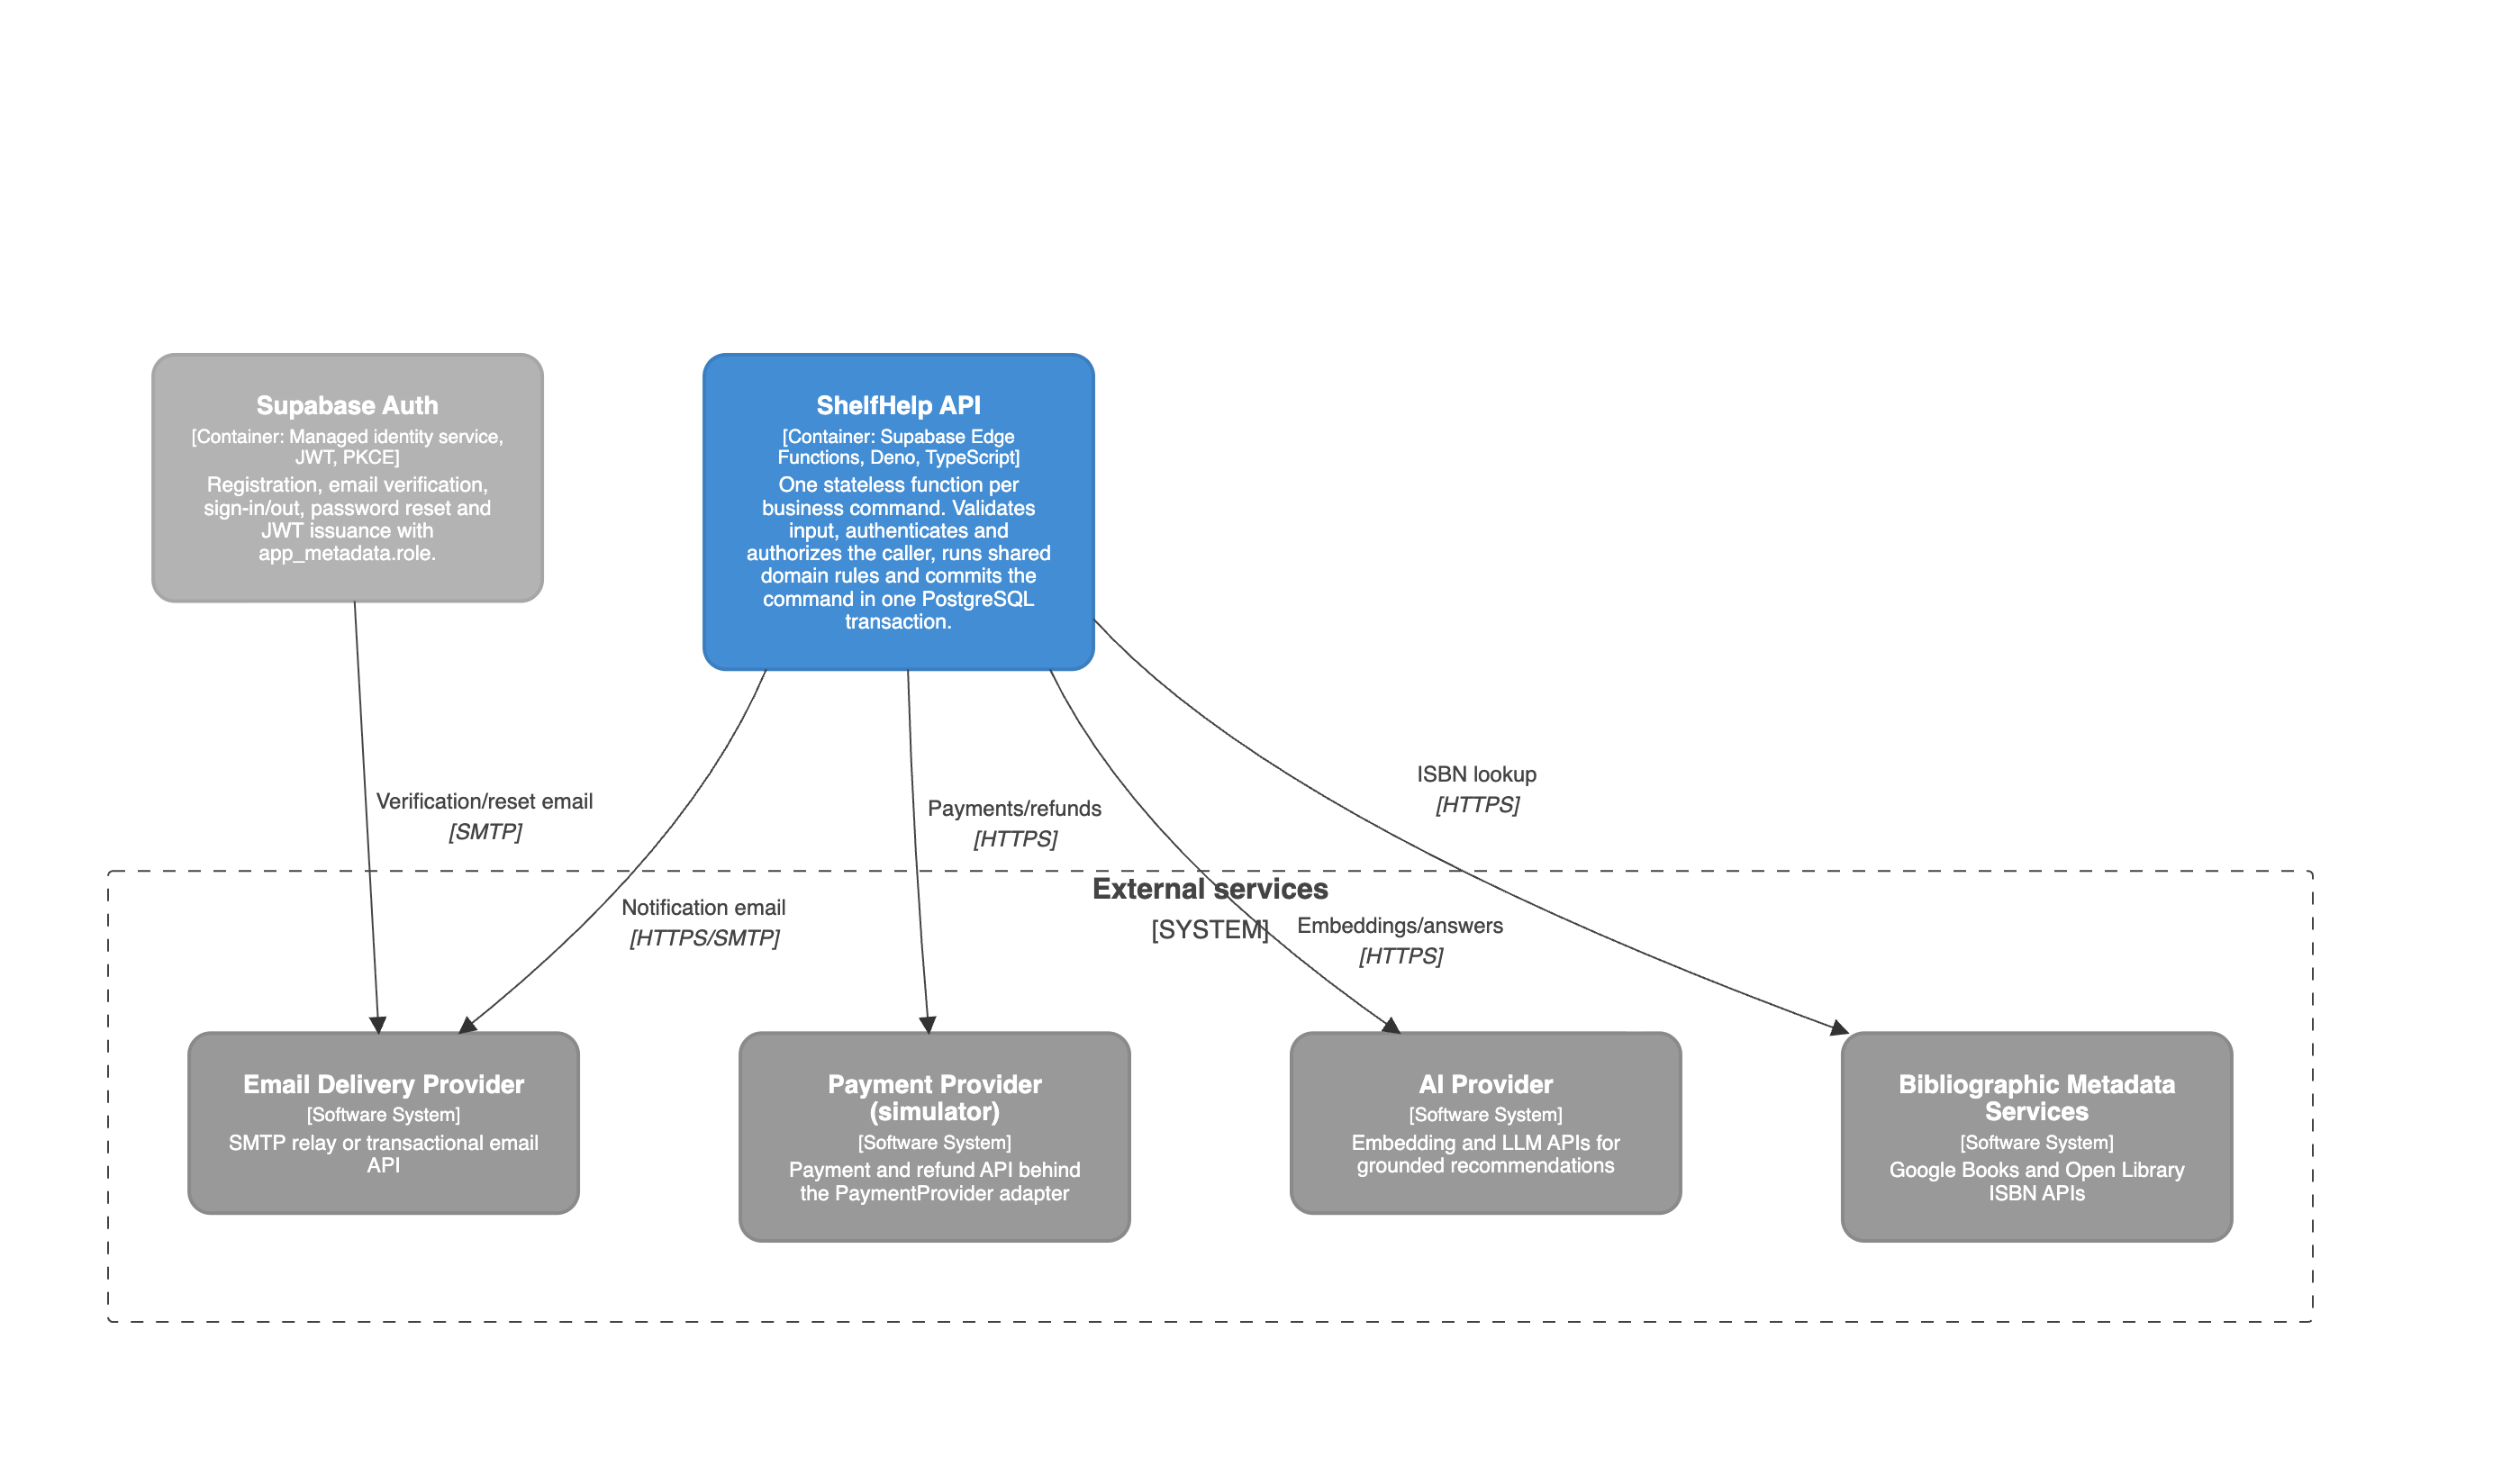 Supabase Auth
[Container: Managed identity service,
JWT, PKCE]
Registration, email verification,
sign-in/out, password reset and
JWT issuance with
app_metadata.role.
ShelfHelp API
[Container: Supabase Edge
Functions, Deno, TypeScript]
One stateless function per
business command. Validates
input, authenticates and
authorizes the caller, runs shared
domain rules and commits the
command in one PostgreSQL
transaction.
Verification/reset email
[SMTP]
Notification email
[HTTPS/SMTP]
Payments/refunds
[HTTPS]
Embeddings/answers
[HTTPS]
ISBN lookup
[HTTPS]
External services
[SYSTEM]
Email Delivery Provider
[Software System]
SMTP relay or transactional email
API
Payment Provider
(simulator)
[Software System]
Payment and refund API behind
the PaymentProvider adapter
AI Provider
[Software System]
Embedding and LLM APIs for
grounded recommendations
Bibliographic Metadata
Services
[Software System]
Google Books and Open Library
ISBN APIs